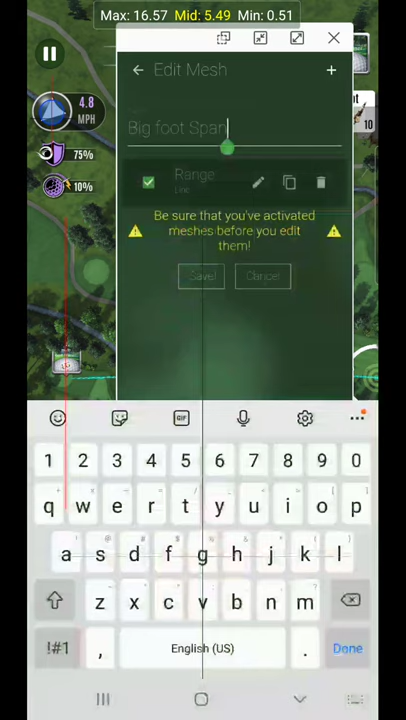 Max: 16.57 Mid: 5.49 Min: 0.51
4.8
MPH
75%
10%
10
Edit Mesh
Big foot Span
Range
Line
Be sure that you've activated
meshes before you edit
them!
Save! Cancel
GIF
1 2 3 4 5 6 7 8 9 0
q w e r t y u i o p
a s d f g h j k l
z x c v b n m
!#1 , English (US) . Done